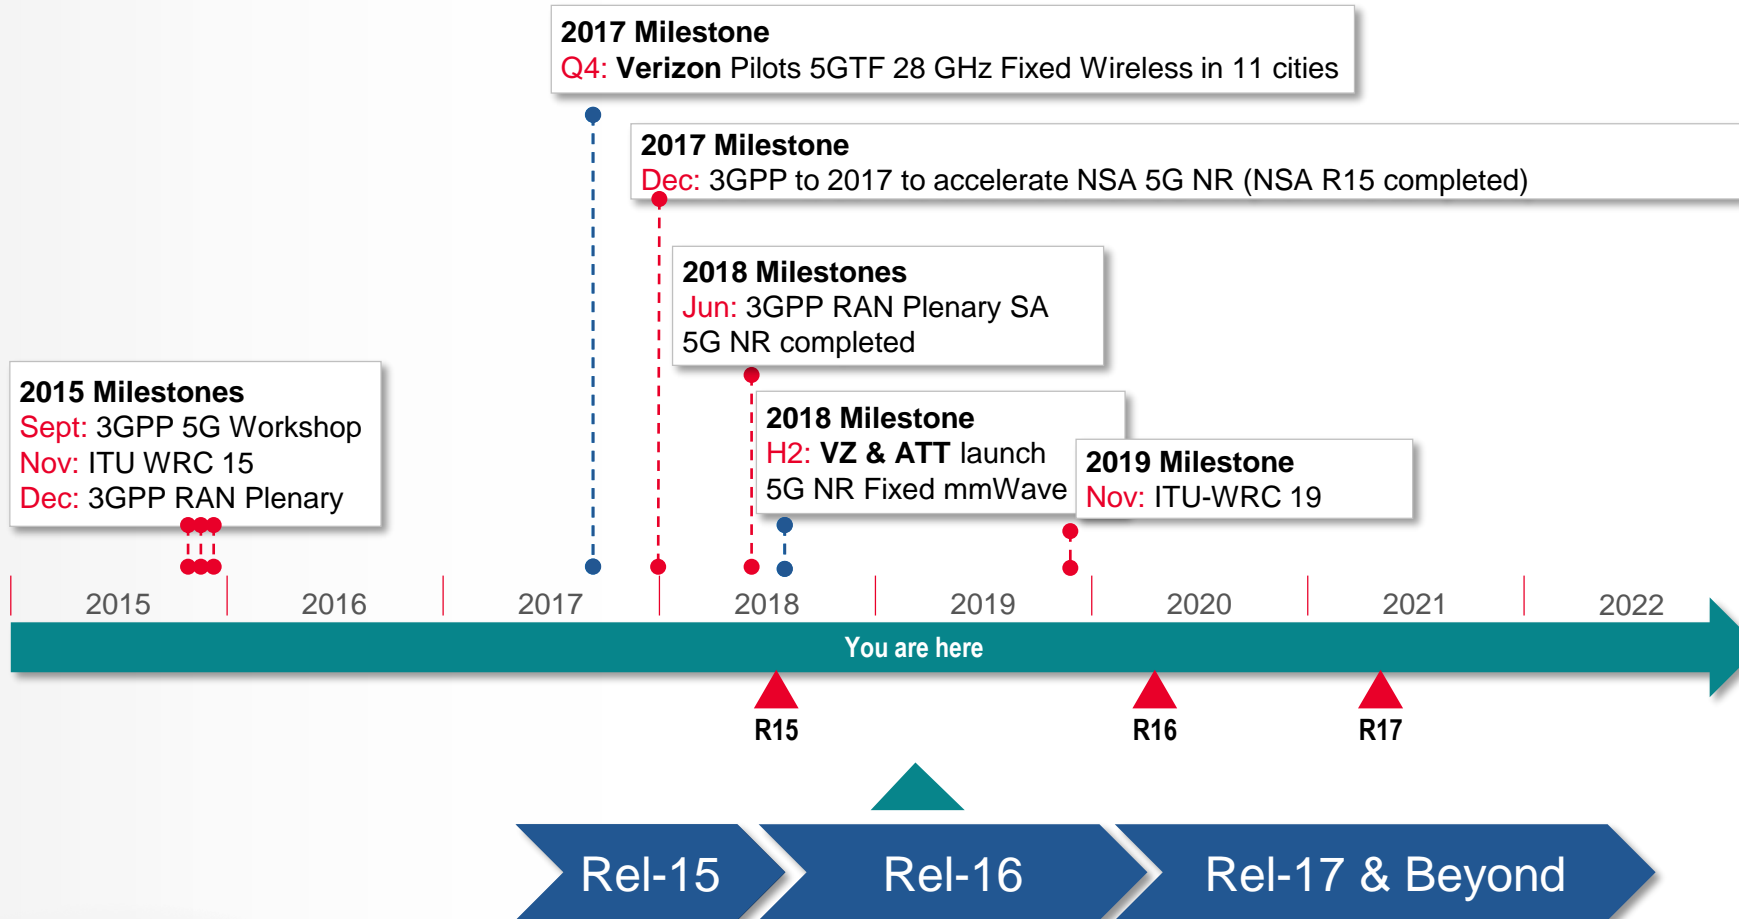 2017 Milestone
Q4: Verizon Pilots 5GTF 28 GHz Fixed Wireless in 11 cities
2017 Milestone
Dec: 3GPP to 2017 to accelerate NSA 5G NR (NSA R15 completed)
2018 Milestones
Jun: 3GPP RAN Plenary SA
5G NR completed
2015 Milestones
Sept: 3GPP 5G Workshop
Nov: ITU WRC 15
Dec: 3GPP RAN Plenary
2018 Milestone
H2: VZ & ATT launch
5G NR Fixed mmWave
2019 Milestone
Nov: ITU-WRC 19
2015 2016 2017 2018 2019 2020 2021 2022
You are here
R15 R16 R17
Rel-15 Rel-16 Rel-17 & Beyond